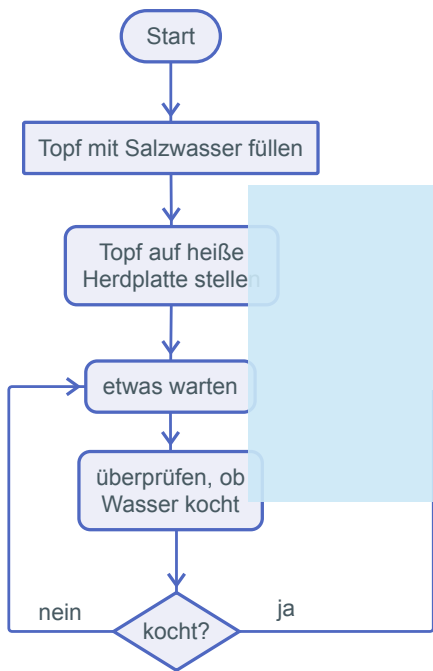 Start
Topf mit Salzwasser füllen
Topf auf heiße
Herdplatte stellen
etwas warten
überprüfen, ob
Wasser kocht
nein
kocht?
ja